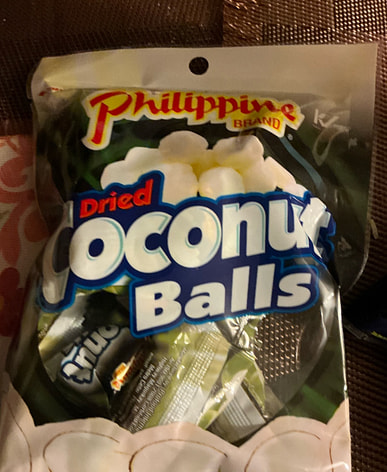 Philippine
BRAND
Dried
Coconut
Balls